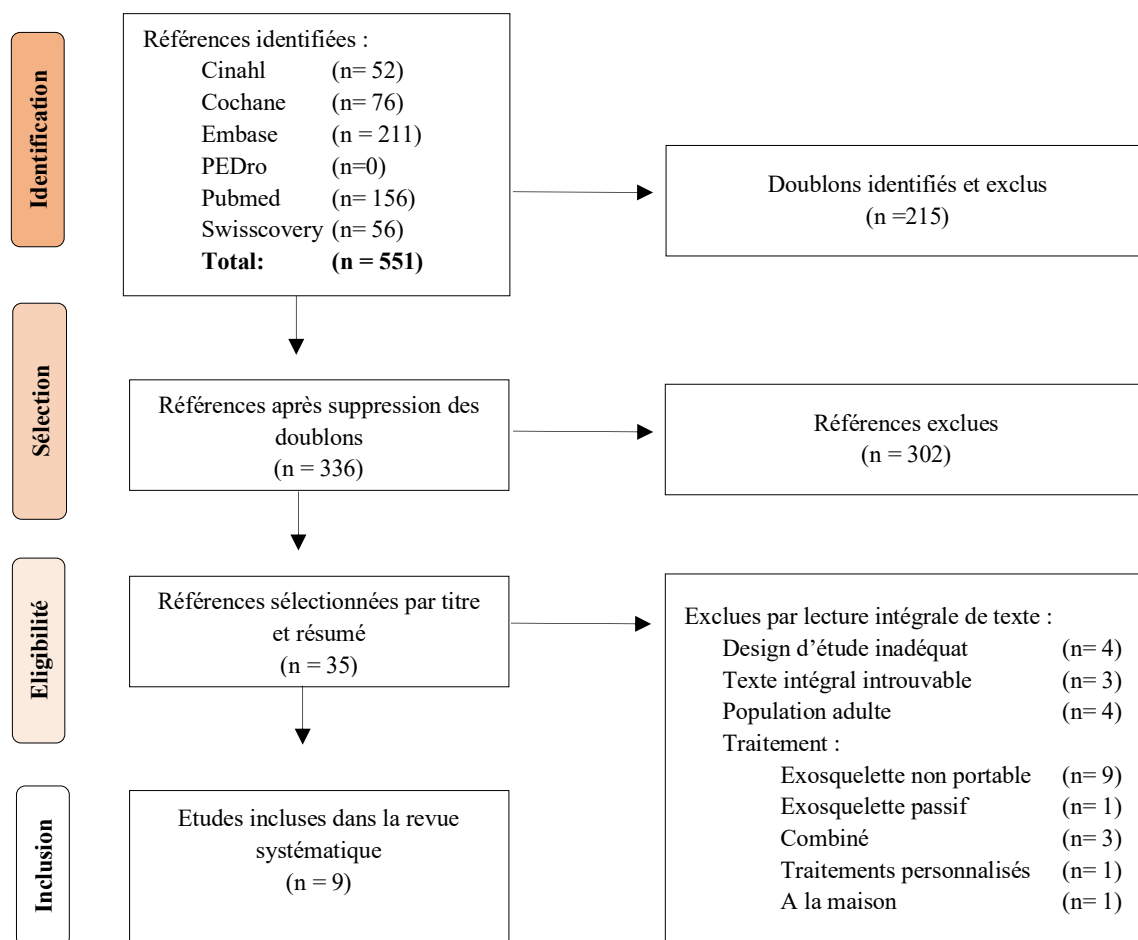 Identification
Références identifiées :
Cinahl (n= 52)
Cochane (n= 76)
Embase (n = 211)
PEDro (n=0)
Pubmed (n= 156)
Swisscovery (n= 56)
Total: (n = 551)
Doublons identifiés et exclus
(n =215)
Sélection
Références après suppression des
doublons
(n = 336)
Références exclues
(n = 302)
Eligibilité
Références sélectionnées par titre
et résumé
(n = 35)
Exclues par lecture intégrale de texte :
Design d’étude inadéquat (n= 4)
Texte intégral introuvable (n= 3)
Population adulte (n= 4)
Traitement :
Exosquelette non portable (n= 9)
Exosquelette passif (n= 1)
Combiné (n= 3)
Traitements personnalisés (n= 1)
A la maison (n= 1)
Inclusion
Etudes incluses dans la revue
systématique
(n = 9)